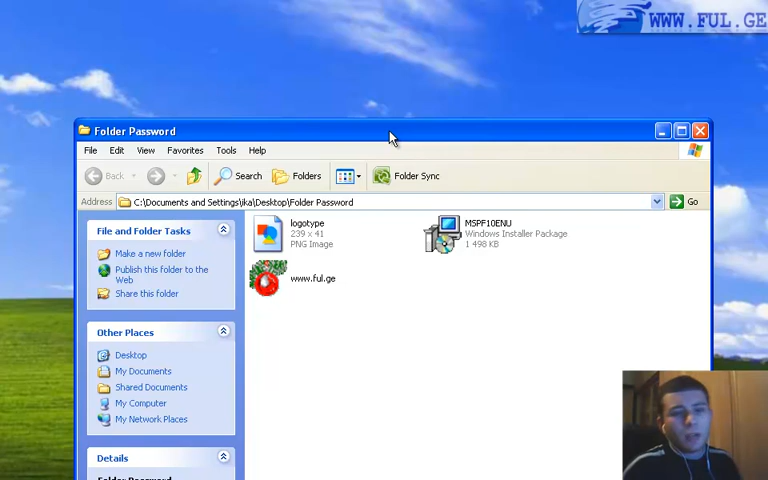 WWW.FUL.GE
Folder Password
File Edit View Favorites Tools Help
Back Search Folders Folder Sync
Address C:\Documents and Settings\ika\Desktop\Folder Password Go
File and Folder Tasks
Make a new folder
Publish this folder to the
Web
Share this folder
Other Places
Desktop
My Documents
Shared Documents
My Computer
My Network Places
Details
Folder Password
logotype
239 x 41
PNG Image
MSPF10ENU
Windows Installer Package
1 498 KB
www.ful.ge